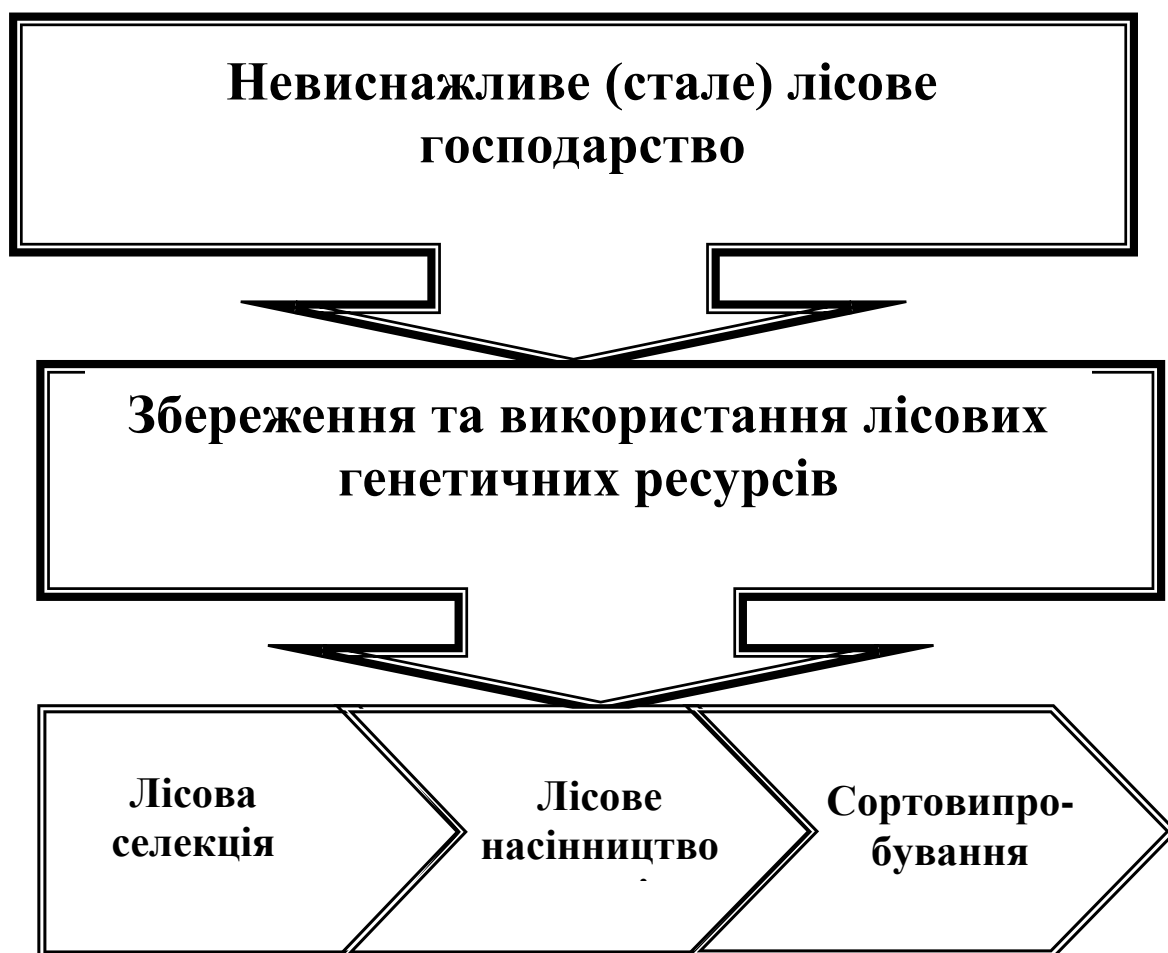 Невиснажливе (стале) лісове
господарство
Збереження та використання лісових
генетичних ресурсів
Лісова
селекція
Лісове
насінництво
Сортовипро-
бування